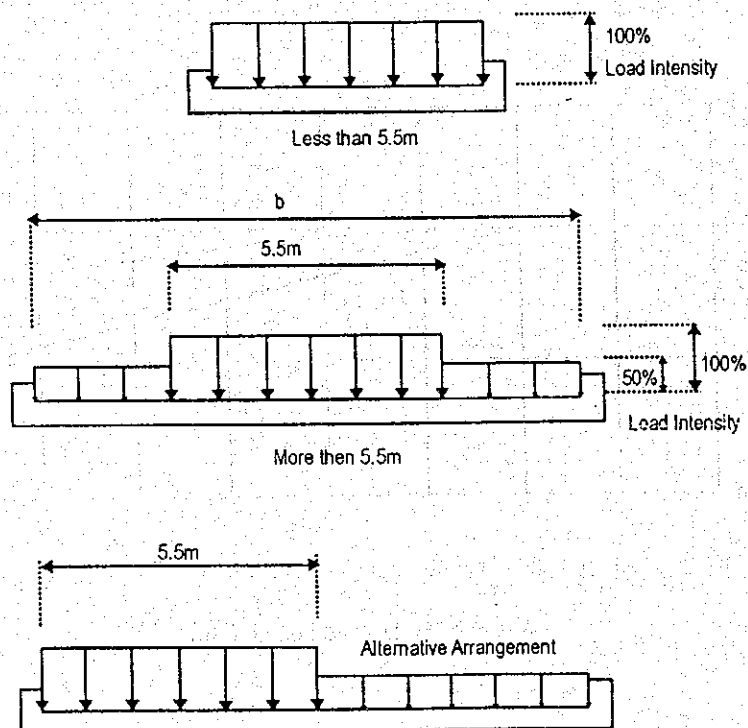 100%
Load Intensity
Less than 5.5m
b
5.5m
100%
50%
Load Intensity
More then 5.5m
5.5m
Alternative Arrangement